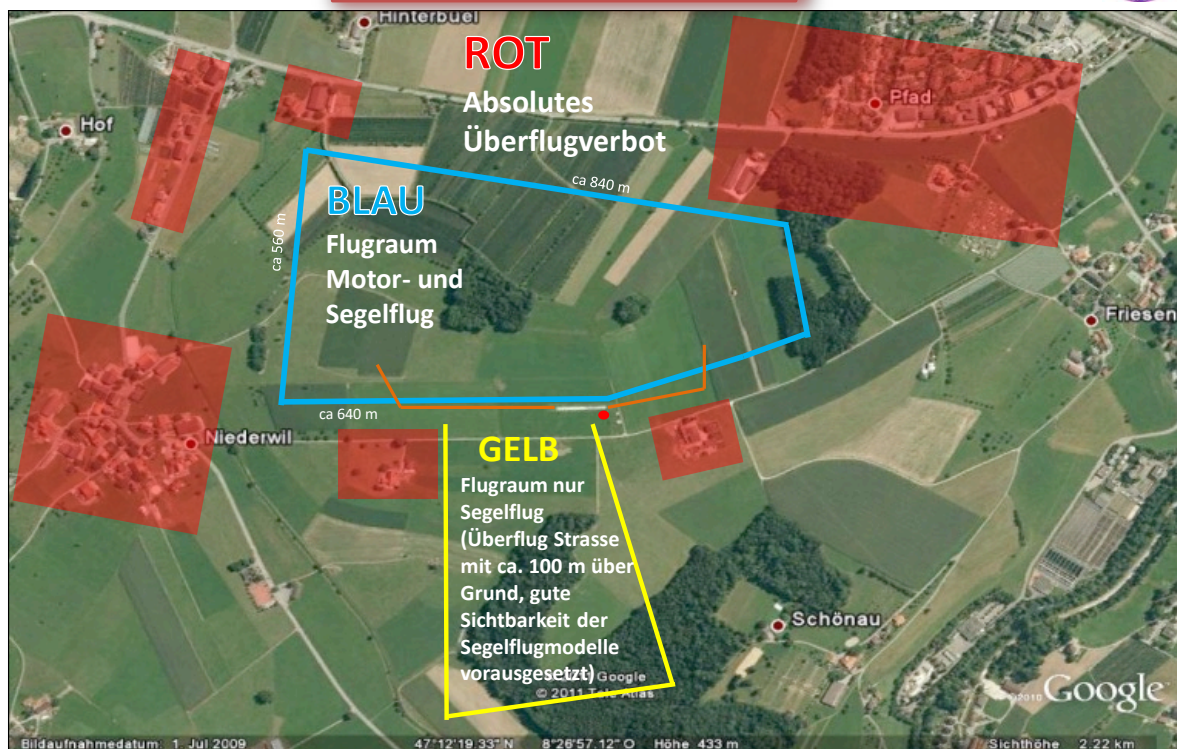 Hinterbüel
ROT
Absolutes
Überflugverbot
Pfad
Hof
ca 840 m
BLAU
Flugraum
Motor- und
Segelflug
ca 560 m
Friesen
ca 640 m
Niederwil
GELB
Flugraum nur
Segelflug
(Überflug Strasse
mit ca. 100 m über
Grund, gute
Sichtbarkeit der
Segelflugmodelle
vorausgesetzt)
Schönau
Google
© 2011 Tele Atlas
©2010 Google
Bildaufnahmedatum: 1. Jul 2009 47°12'19.33" N 8°26'57.12" O Höhe 433 m Sichthöhe 2.22 km